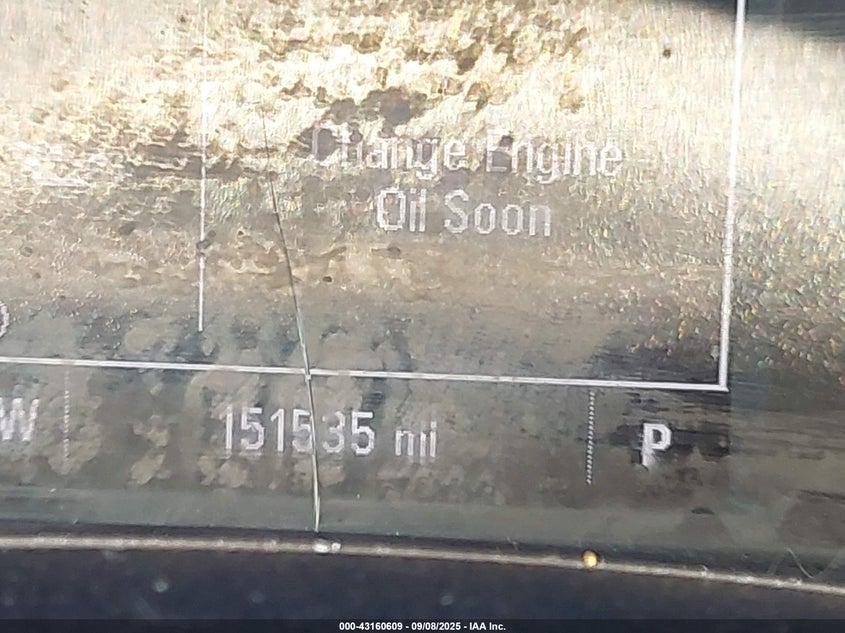 Change Engine
Oil Soon
W
151535 mi
P
000-43160609 - 09/08/2025 - IAA Inc.